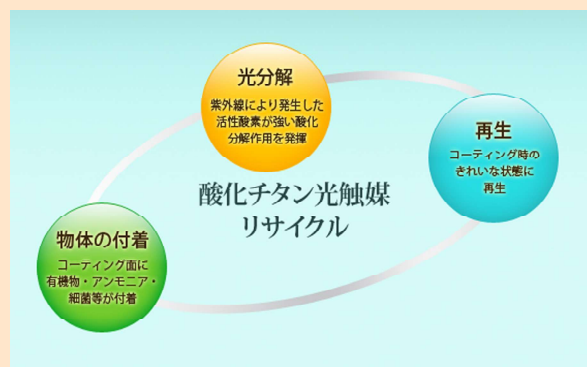 光分解
紫外線により発生した
活性酸素が強い酸化
分解作用を発揮
再生
コーティング時の
きれいな状態に
再生
酸化チタン光触媒
リサイクル
物体の付着
コーティング面に
有機物・アンモニア・
細菌等が付着